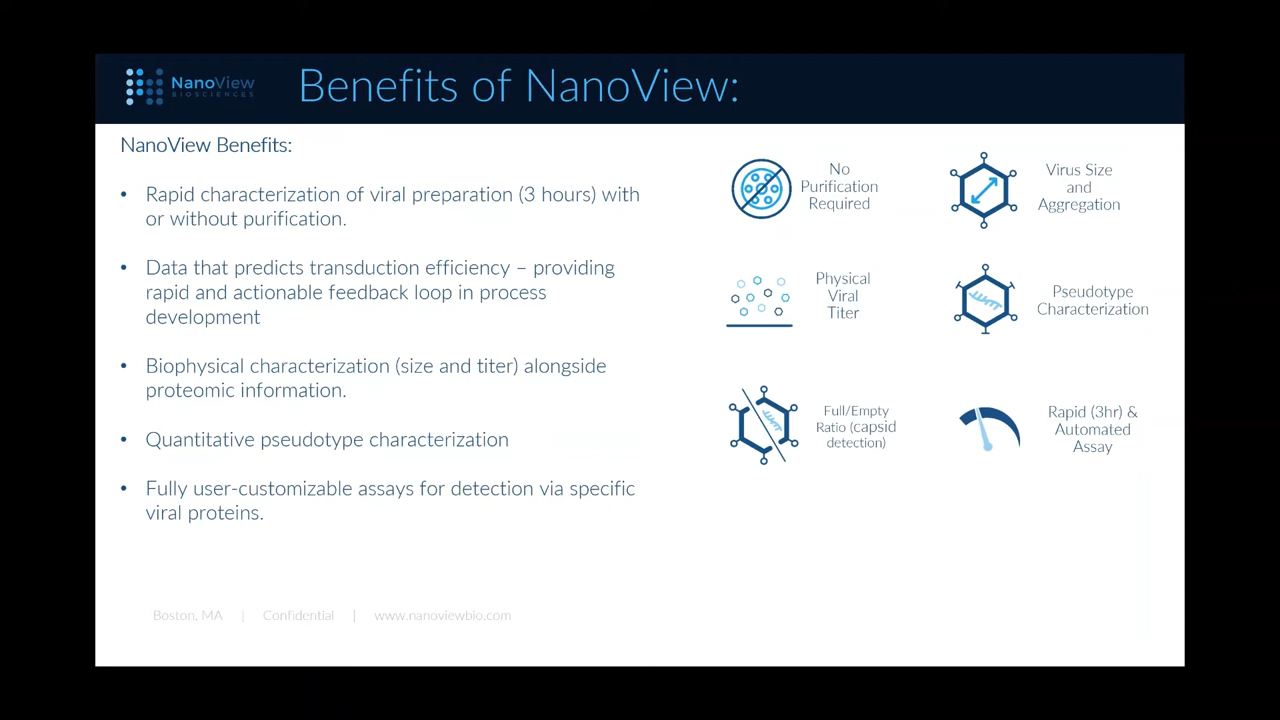 NanoView
BIOSCIENCES
Benefits of NanoView:
NanoView Benefits:
• Rapid characterization of viral preparation (3 hours) with
or without purification.
• Data that predicts transduction efficiency – providing
rapid and actionable feedback loop in process
development
• Biophysical characterization (size and titer) alongside
proteomic information.
• Quantitative pseudotype characterization
• Fully user-customizable assays for detection via specific
viral proteins.
No
Purification
Required
Virus Size
and
Aggregation
Physical
Viral
Titer
Pseudotype
Characterization
Full/Empty
Ratio (capsid
detection)
Rapid (3hr) &
Automated
Assay
Boston, MA | Confidential | www.nanoviewbio.com